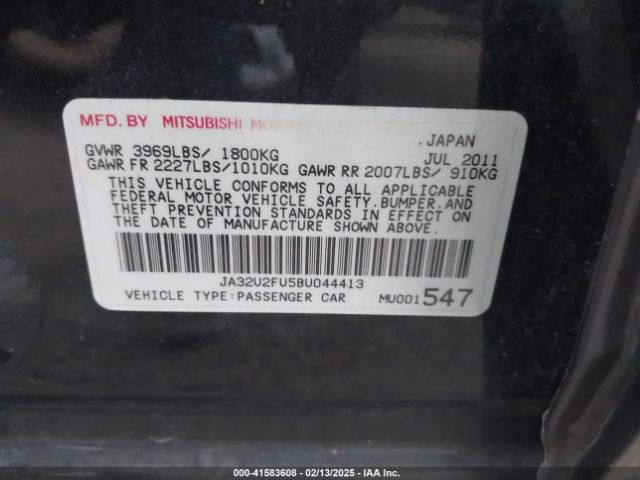 MFD. BY MITSUBISHI MOTORS
. JAPAN
GVWR 3969LBS/ 1800KG JUL 2011
GAWR FR 2227LBS/1010KG GAWR RR 2007LBS/ 910KG
THIS VEHICLE CONFORMS TO ALL APPLICABLE
FEDERAL MOTOR VEHICLE SAFETY.BUMPER.AND
THEFT PREVENTION STANDARDS IN EFFECT ON
THE DATE OF MANUFACTURE SHOWN ABOVE.
JA32U2FU5BU044413
VEHICLE TYPE:PASSENGER CAR MU001547
000-41583608 - 02/13/2025 - IAA Inc.